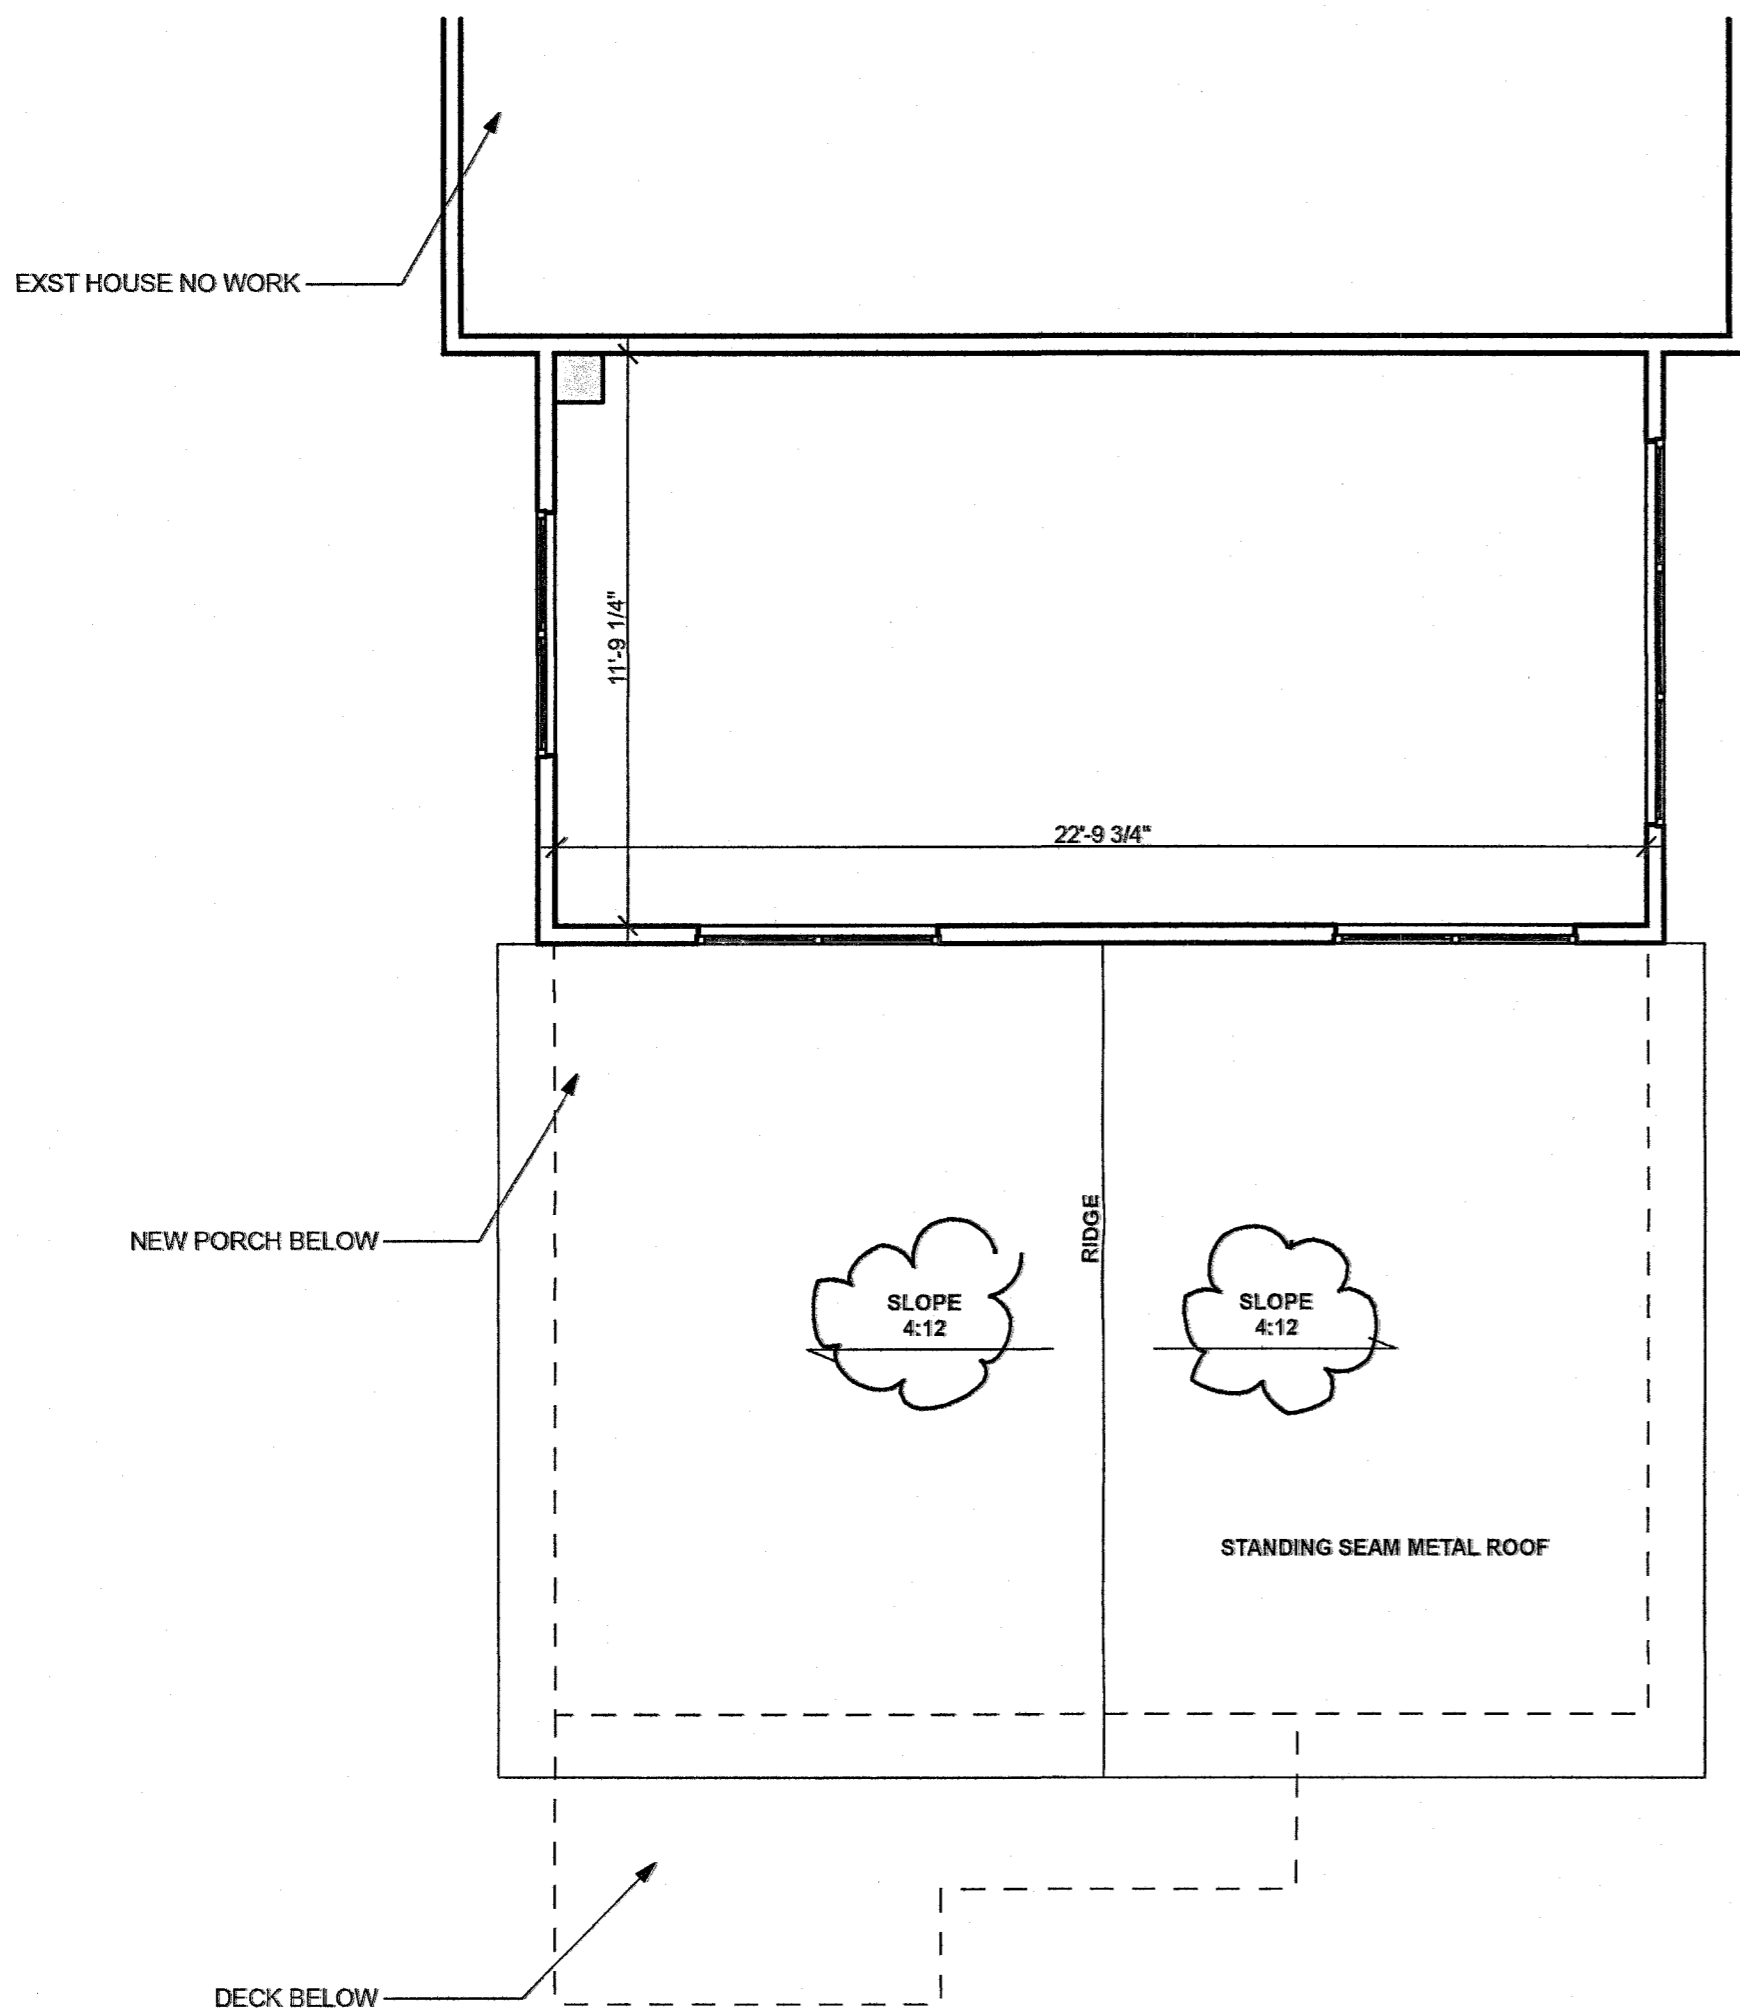 EXST HOUSE NO WORK
11'-9 1/4"
22'-9 3/4"
NEW PORCH BELOW
RIDGE
SLOPE
4:12
SLOPE
4:12
STANDING SEAM METAL ROOF
DECK BELOW